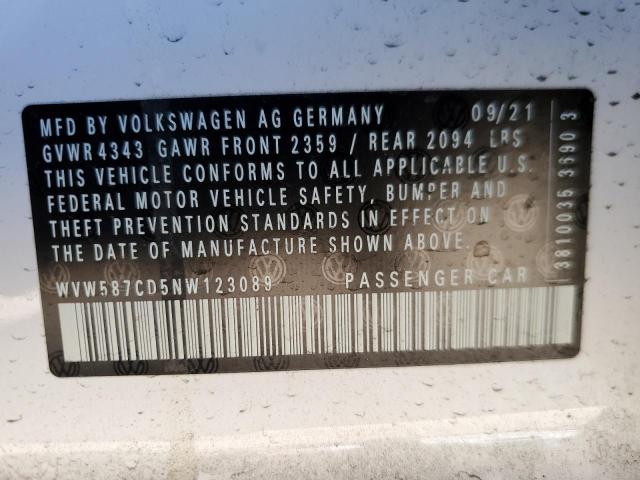 MFD BY VOLKSWAGEN AG GERMANY 09/21
GVWR 4343 GAWR FRONT 2359 / REAR 2094 LBS
THIS VEHICLE CONFORMS TO ALL APPLICABLE U.S.
FEDERAL MOTOR VEHICLE SAFETY, BUMPER AND
THEFT PREVENTION STANDARDS IN EFFECT ON
THE DATE OF MANUFACTURE SHOWN ABOVE.
WVW587CD5NW123089 PASSENGER CAR
3810035 3690 3